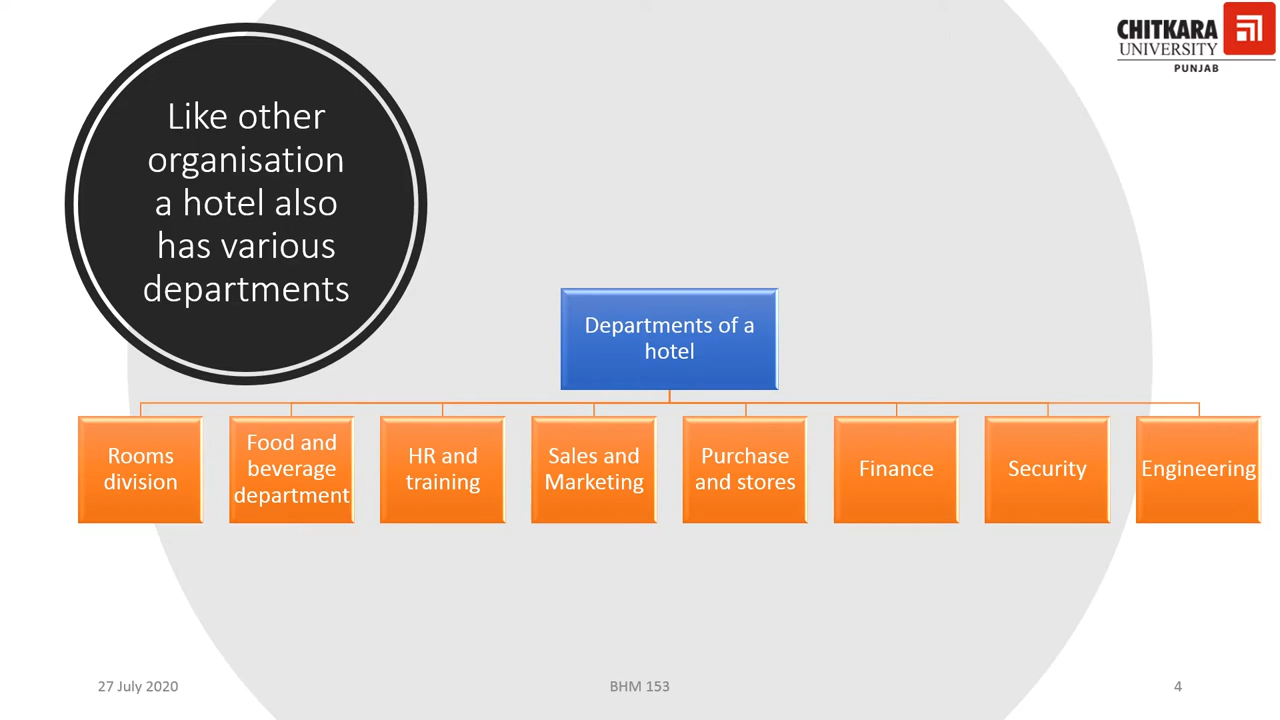 CHITKARA
UNIVERSITY
PUNJAB
Like other
organisation
a hotel also
has various
departments
Departments of a
hotel
Rooms
division
Food and
beverage
department
HR and
training
Sales and
Marketing
Purchase
and stores
Finance
Security
Engineering
27 July 2020
BHM 153
4